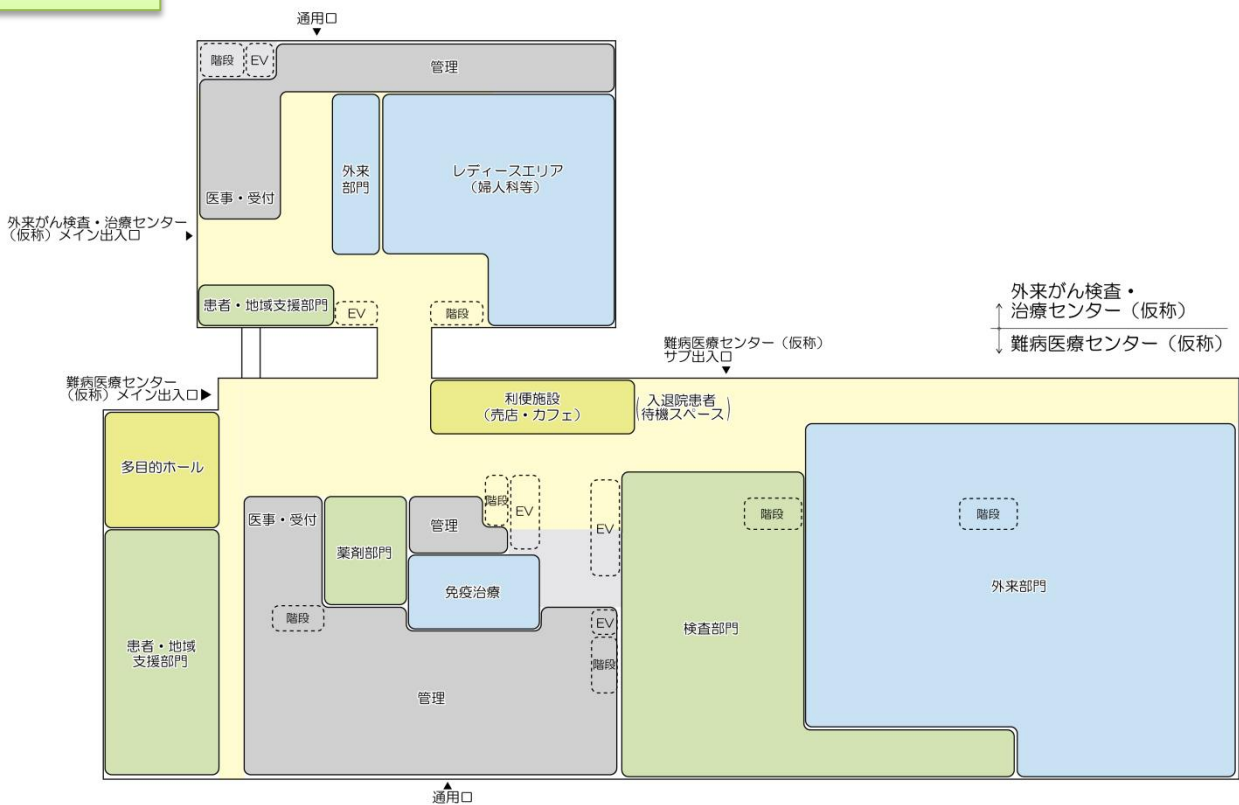 通用口
階段
EV
管理
外来
部門
レディースエリア
（婦人科等）
医事・受付
外来がん検査・治療センター
（仮称）メイン出入口
患者・地域支援部門
EV
階段
外来がん検査・
治療センター（仮称）
難病医療センター（仮称）
難病医療センター（仮称）
サブ出入口
難病医療センター
（仮称）メイン出入口
利便施設
（売店・カフェ）
（入退院患者
待機スペース）
多目的ホール
医事・受付
薬剤部門
管理
階段
EV
EV
階段
階段
免疫治療
外来部門
階段
EV
検査部門
患者・地域
支援部門
階段
管理
通用口